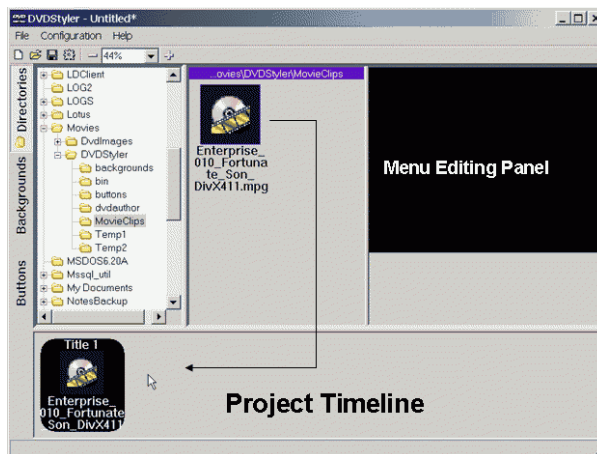 DVDStyler - Untitled*
File Configuration Help
44%
Directories
Backgrounds
Buttons
LDClient
LOG2
LOGS
Lotus
Movies
DvdImages
DVDStyler
backgrounds
bin
buttons
dvdauthor
MovieClips
Temp1
Temp2
MSDOS6.20A
Mssql_util
My Documents
NotesBackup
...ovies\DVDStyler\MovieClips
Enterprise_
010_Fortuna
te_Son_
DivX411.mpg
Menu Editing Panel
Title 1
Enterprise_
010_Fortunate
_Son_DivX411
Project Timeline